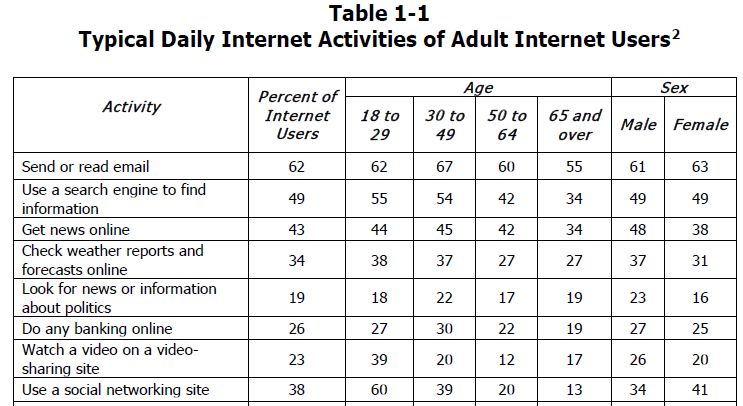 Table 1-1
Typical Daily Internet Activities of Adult Internet Users2
Activity Percent of Internet Users Age Sex
18 to 29 30 to 49 50 to 64 65 and over Male Female
Send or read email 62 62 67 60 55 61 63
Use a search engine to find information 49 55 54 42 34 49 49
Get news online 43 44 45 42 34 48 38
Check weather reports and forecasts online 34 38 37 27 27 37 31
Look for news or information about politics 19 18 22 17 19 23 16
Do any banking online 26 27 30 22 19 27 25
Watch a video on a video-sharing site 23 39 20 12 17 26 20
Use a social networking site 38 60 39 20 13 34 41